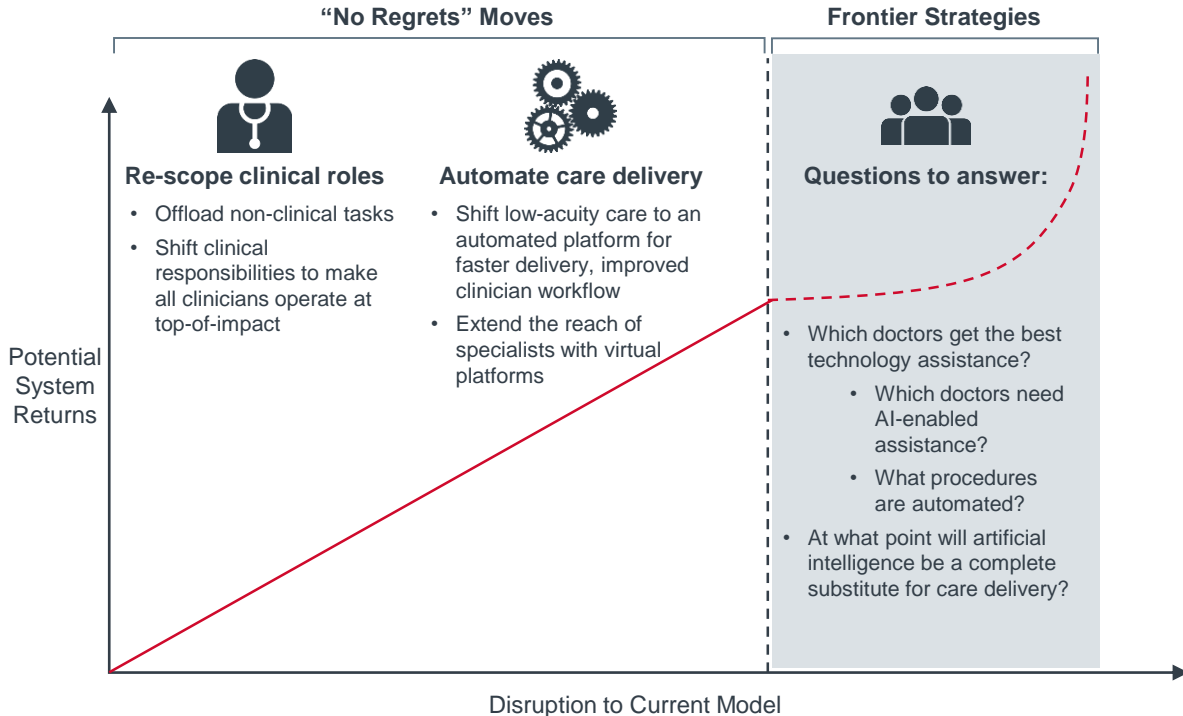 “No Regrets” Moves
Frontier Strategies
Re-scope clinical roles
• Offload non-clinical tasks
• Shift clinical
responsibilities to make
all clinicians operate at
top-of-impact
Automate care delivery
• Shift low-acuity care to an
automated platform for
faster delivery, improved
clinician workflow
• Extend the reach of
specialists with virtual
platforms
Questions to answer:
• Which doctors get the best
technology assistance?
• Which doctors need
AI-enabled
assistance?
• What procedures
are automated?
• At what point will artificial
intelligence be a complete
substitute for care delivery?
Potential
System
Returns
Disruption to Current Model